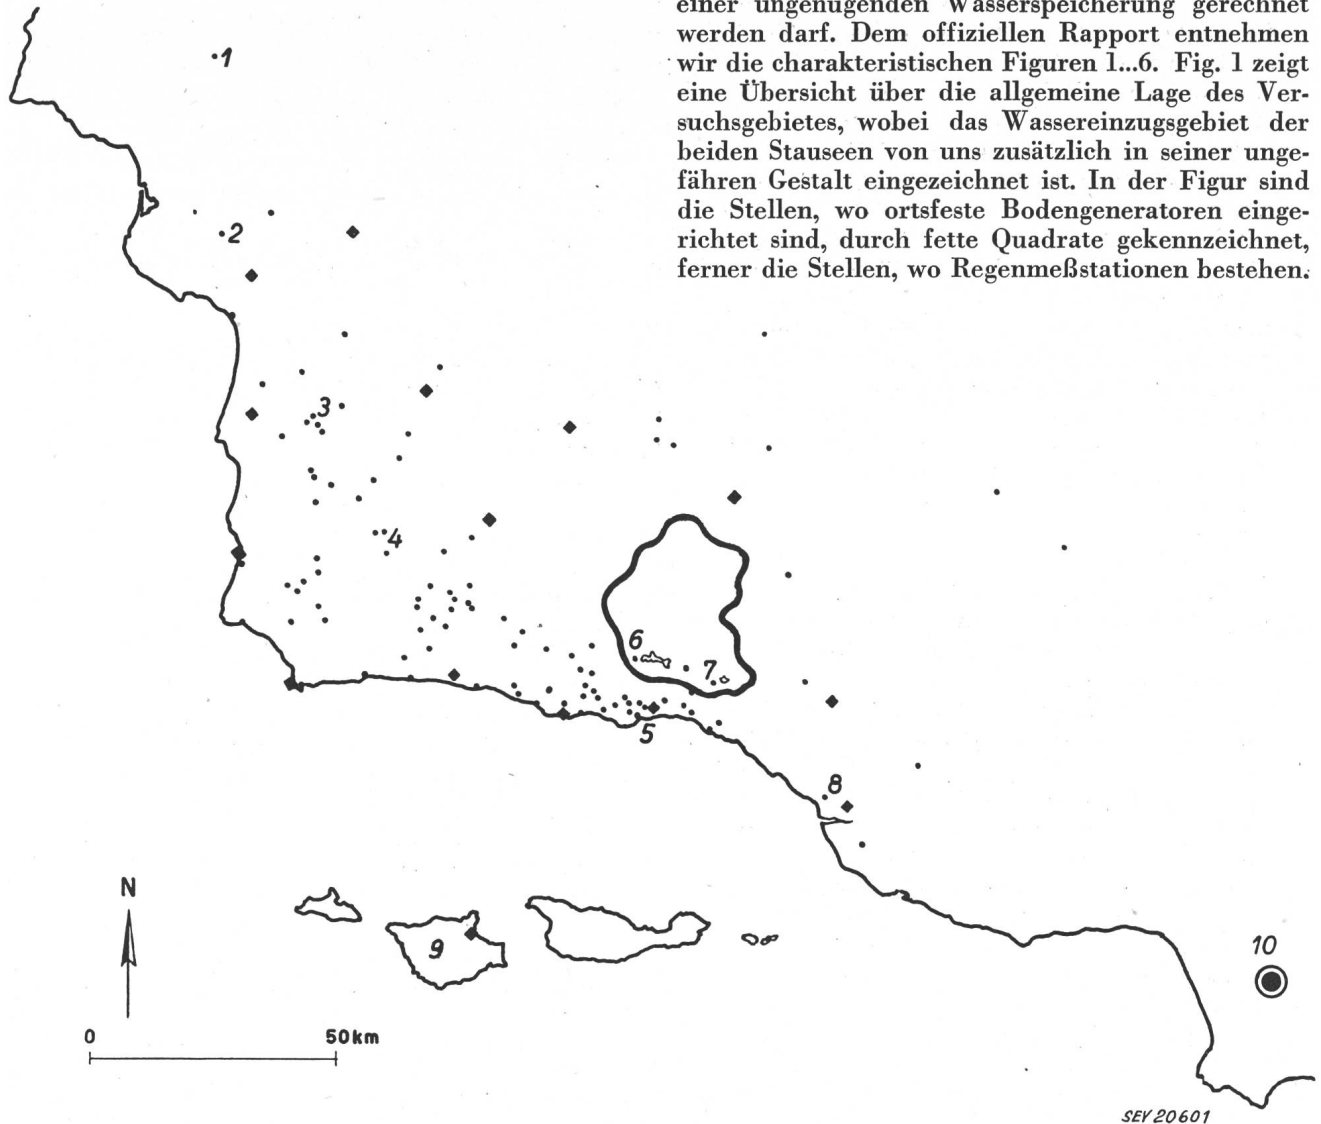 einer ungenügenden Wasserspeicherung gerechnet
werden darf. Dem offiziellen Rapport entnehmen
wir die charakteristischen Figuren 1...6. Fig. 1 zeigt
eine Übersicht über die allgemeine Lage des Ver-
suchsgebietes, wobei das Wassereinzugsgebiet der
beiden Stauseen von uns zusätzlich in seiner unge-
fähren Gestalt eingezeichnet ist. In der Figur sind
die Stellen, wo ortsfeste Bodengeneratoren einge-
richtet sind, durch fette Quadrate gekennzeichnet,
ferner die Stellen, wo Regenmeßstationen bestehen.
1
2
3
4
6
7
5
8
9
10
N
0 50km
SEV 20601